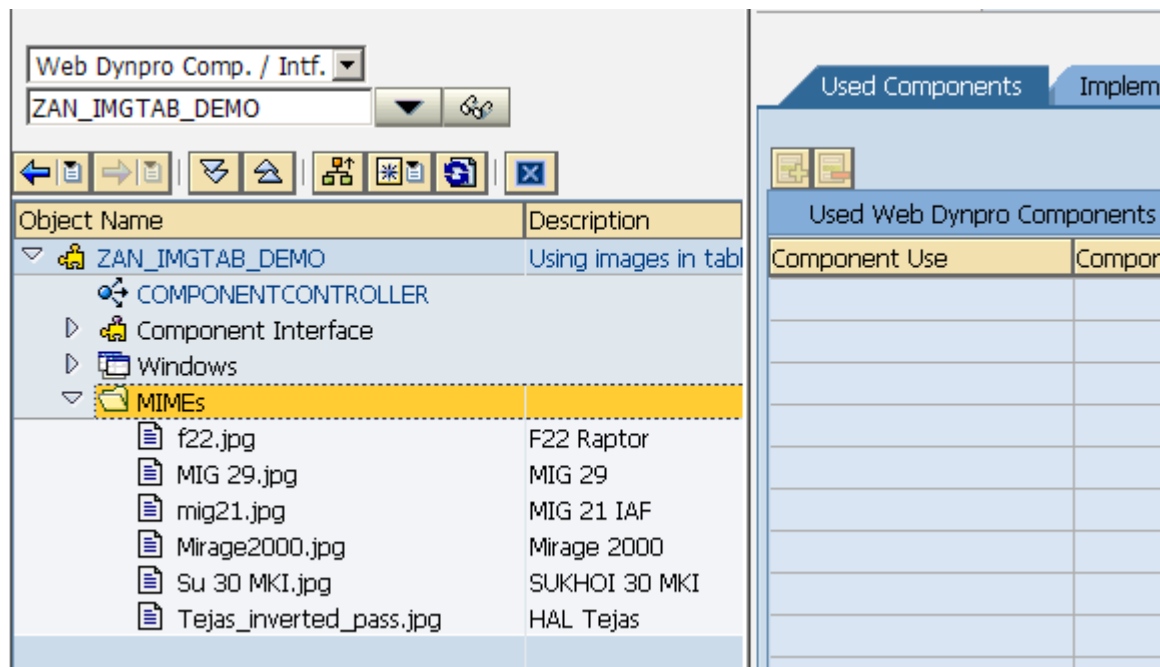 Web Dynpro Comp. / Intf.
ZAN_IMGTAB_DEMO
Object Name Description
ZAN_IMGTAB_DEMO Using images in tabl
COMPONENTCONTROLLER
Component Interface
Windows
MIMEs
f22.jpg F22 Raptor
MIG 29.jpg MIG 29
mig21.jpg MIG 21 IAF
Mirage2000.jpg Mirage 2000
Su 30 MKI.jpg SUKHOI 30 MKI
Tejas_inverted_pass.jpg HAL Tejas
Used Components Implem
Used Web Dynpro Components
Component Use Compon